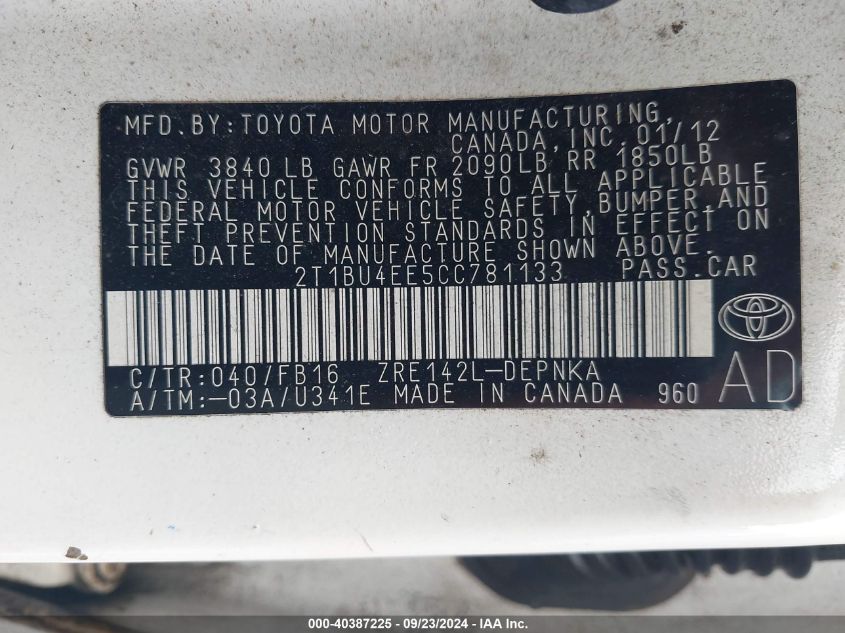 MFD.BY:TOYOTA MOTOR MANUFACTURING,
CANADA,INC. 01/12
GVWR 3840 LB GAWR FR 2090LB,RR 1850LB
THIS VEHICLE CONFORMS TO ALL APPLICABLE
FEDERAL MOTOR VEHICLE SAFETY,BUMPER,AND
THEFT PREVENTION STANDARDS IN EFFECT ON
THE DATE OF MANUFACTURE SHOWN ABOVE.
2T1BU4EE5CC781133 PASS.CAR
C/TR:040/FB16 ZRE142L-DEPNKA
A/TM:-03A/U341E MADE IN CANADA 960
AD
000-40387225 - 09/23/2024 - IAA Inc.